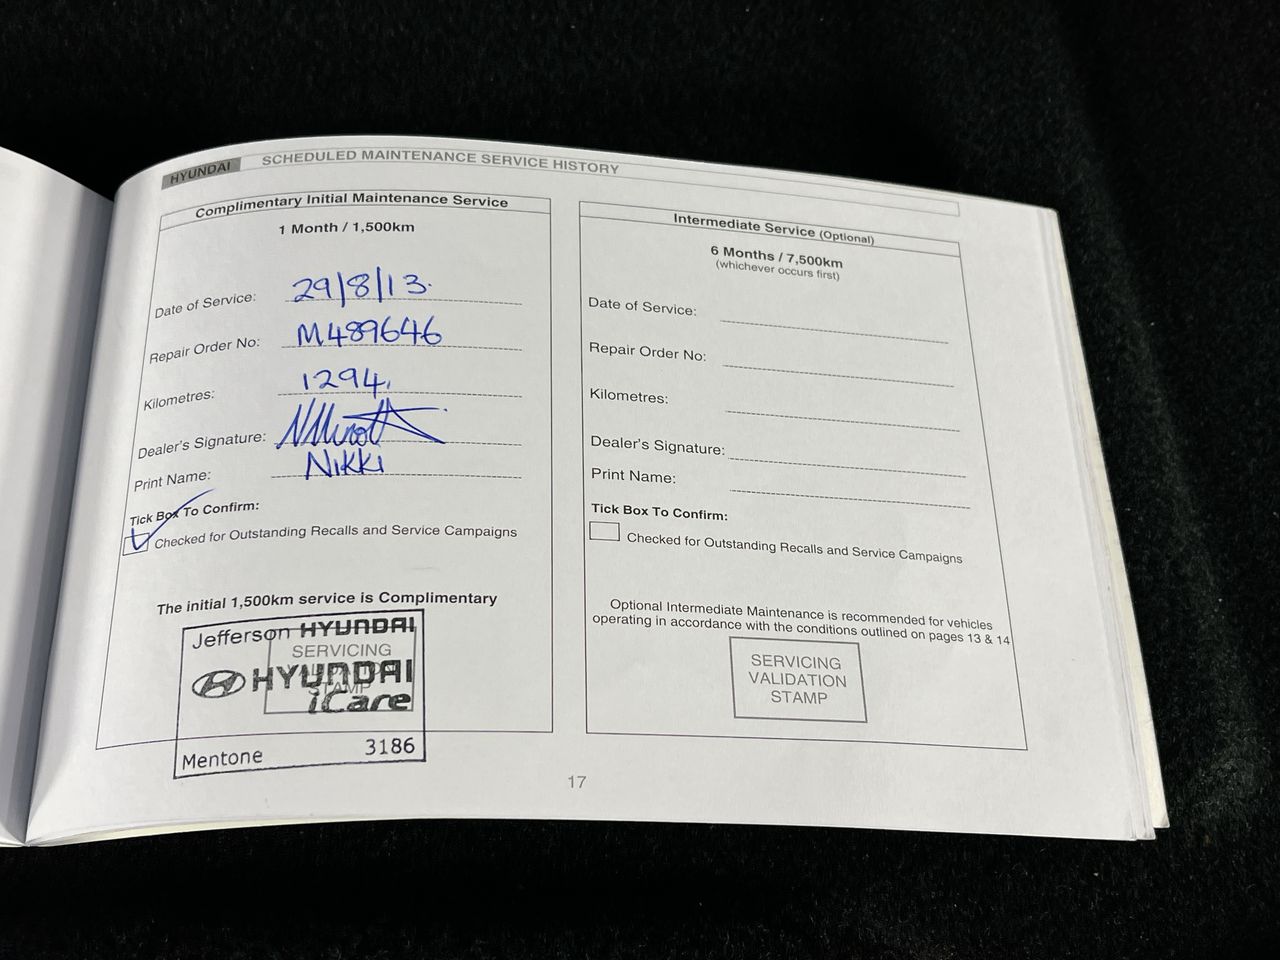 HYUNDAI SCHEDULED MAINTENANCE SERVICE HISTORY
Complimentary Initial Maintenance Service
1 Month / 1,500km
Date of Service: 29/8/13.
Repair Order No: M489646
Kilometres: 1294.
Dealer's Signature:
Print Name: Nikki
Tick Box To Confirm:
Checked for Outstanding Recalls and Service Campaigns
The initial 1,500km service is Complimentary
Jefferson HYUNDAI
SERVICING
HYUNDAI
STAMP
iCare
Mentone 3186
Intermediate Service (Optional)
6 Months / 7,500km
(whichever occurs first)
Date of Service:
Repair Order No:
Kilometres:
Dealer's Signature:
Print Name:
Tick Box To Confirm:
Checked for Outstanding Recalls and Service Campaigns
Optional Intermediate Maintenance is recommended for vehicles
operating in accordance with the conditions outlined on pages 13 & 14
SERVICING
VALIDATION
STAMP
17